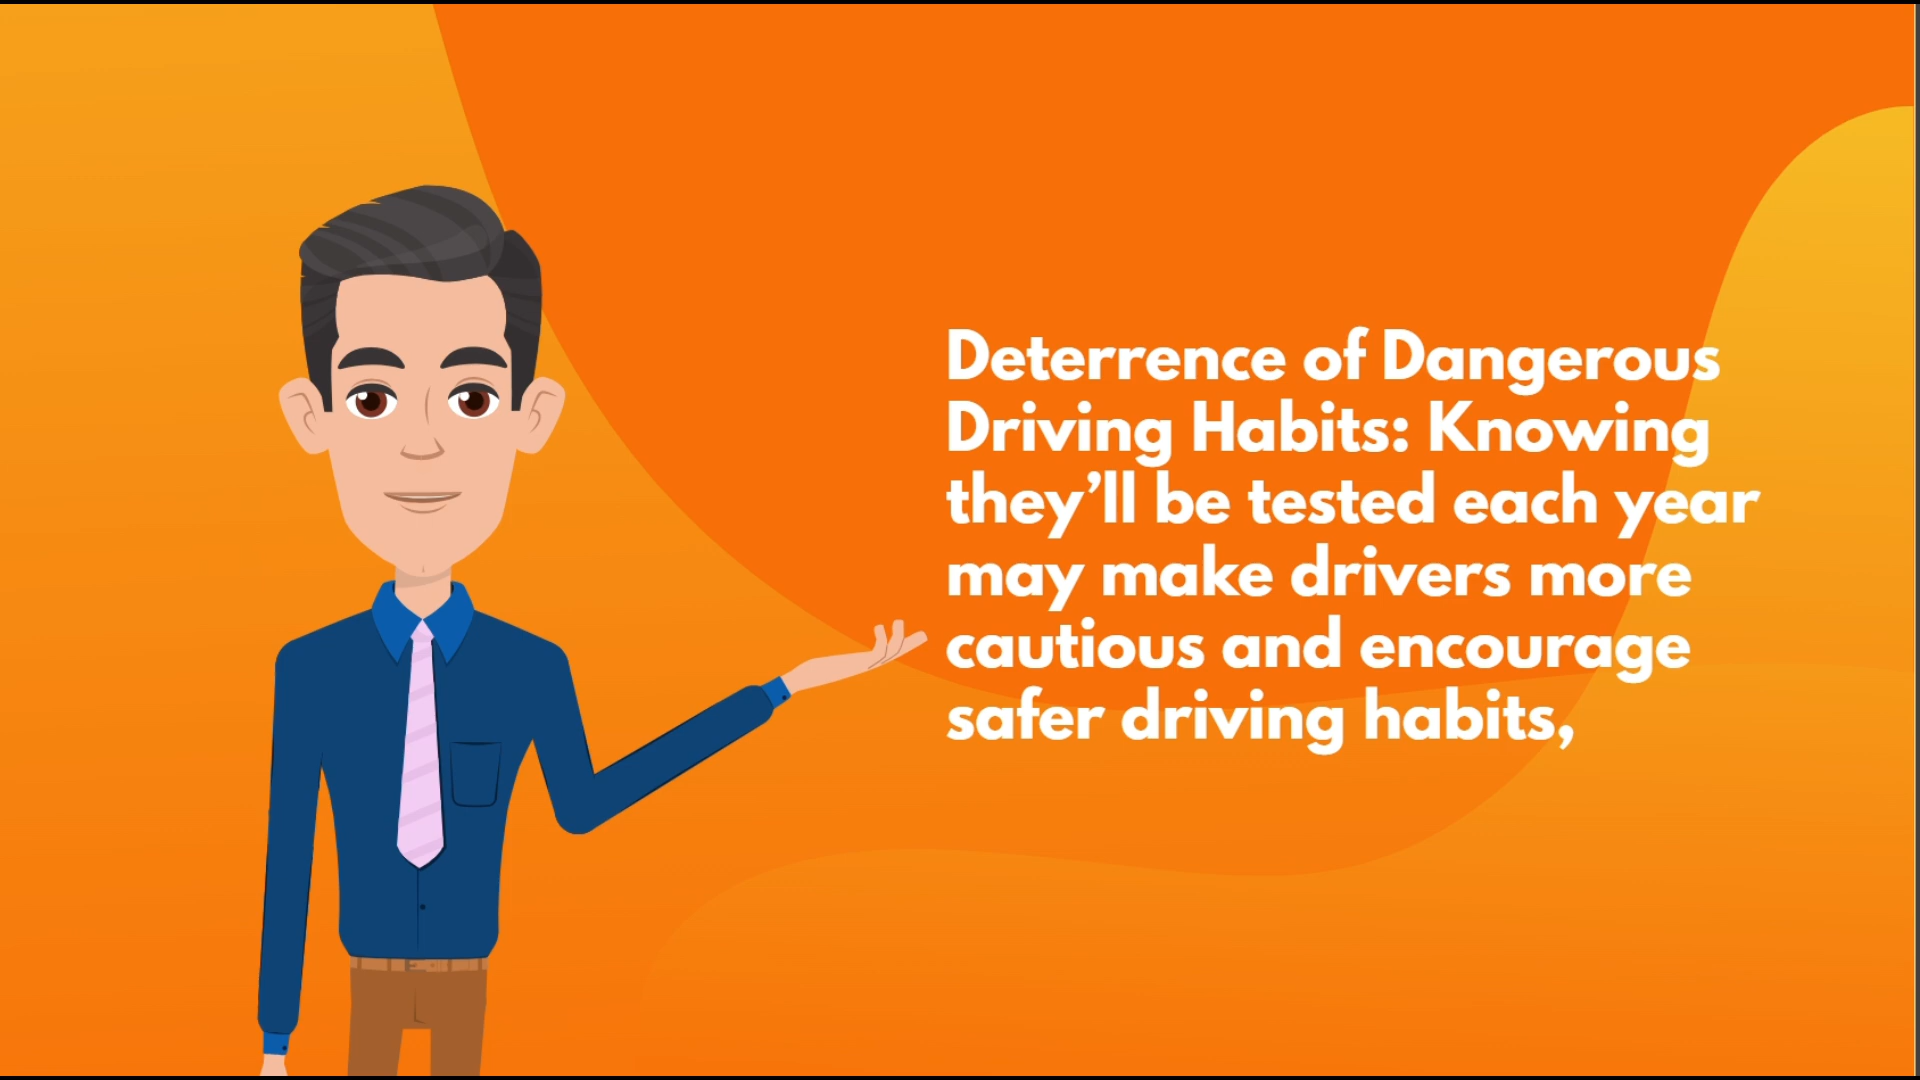 Deterrence of Dangerous
Driving Habits: Knowing
they’ll be tested each year
may make drivers more
cautious and encourage
safer driving habits,